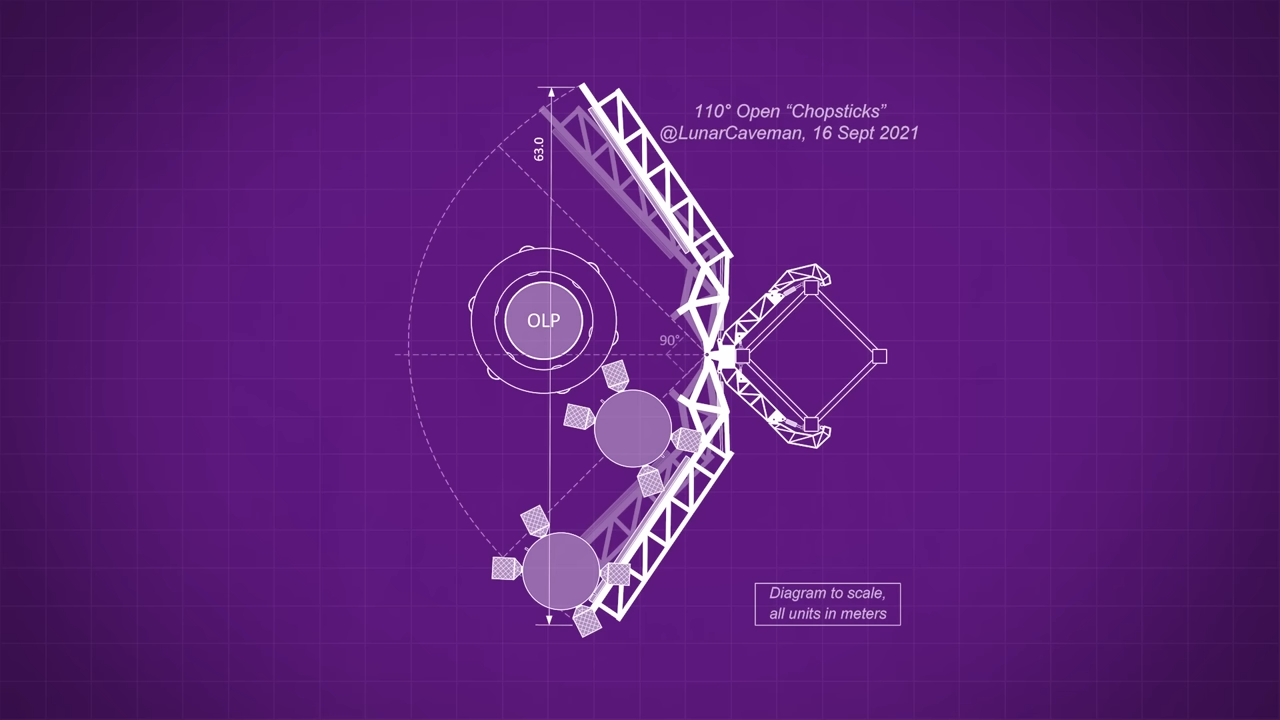 110° Open “Chopsticks”
@LunarCaveman, 16 Sept 2021
63.0
OLP
90°
Diagram to scale,
all units in meters